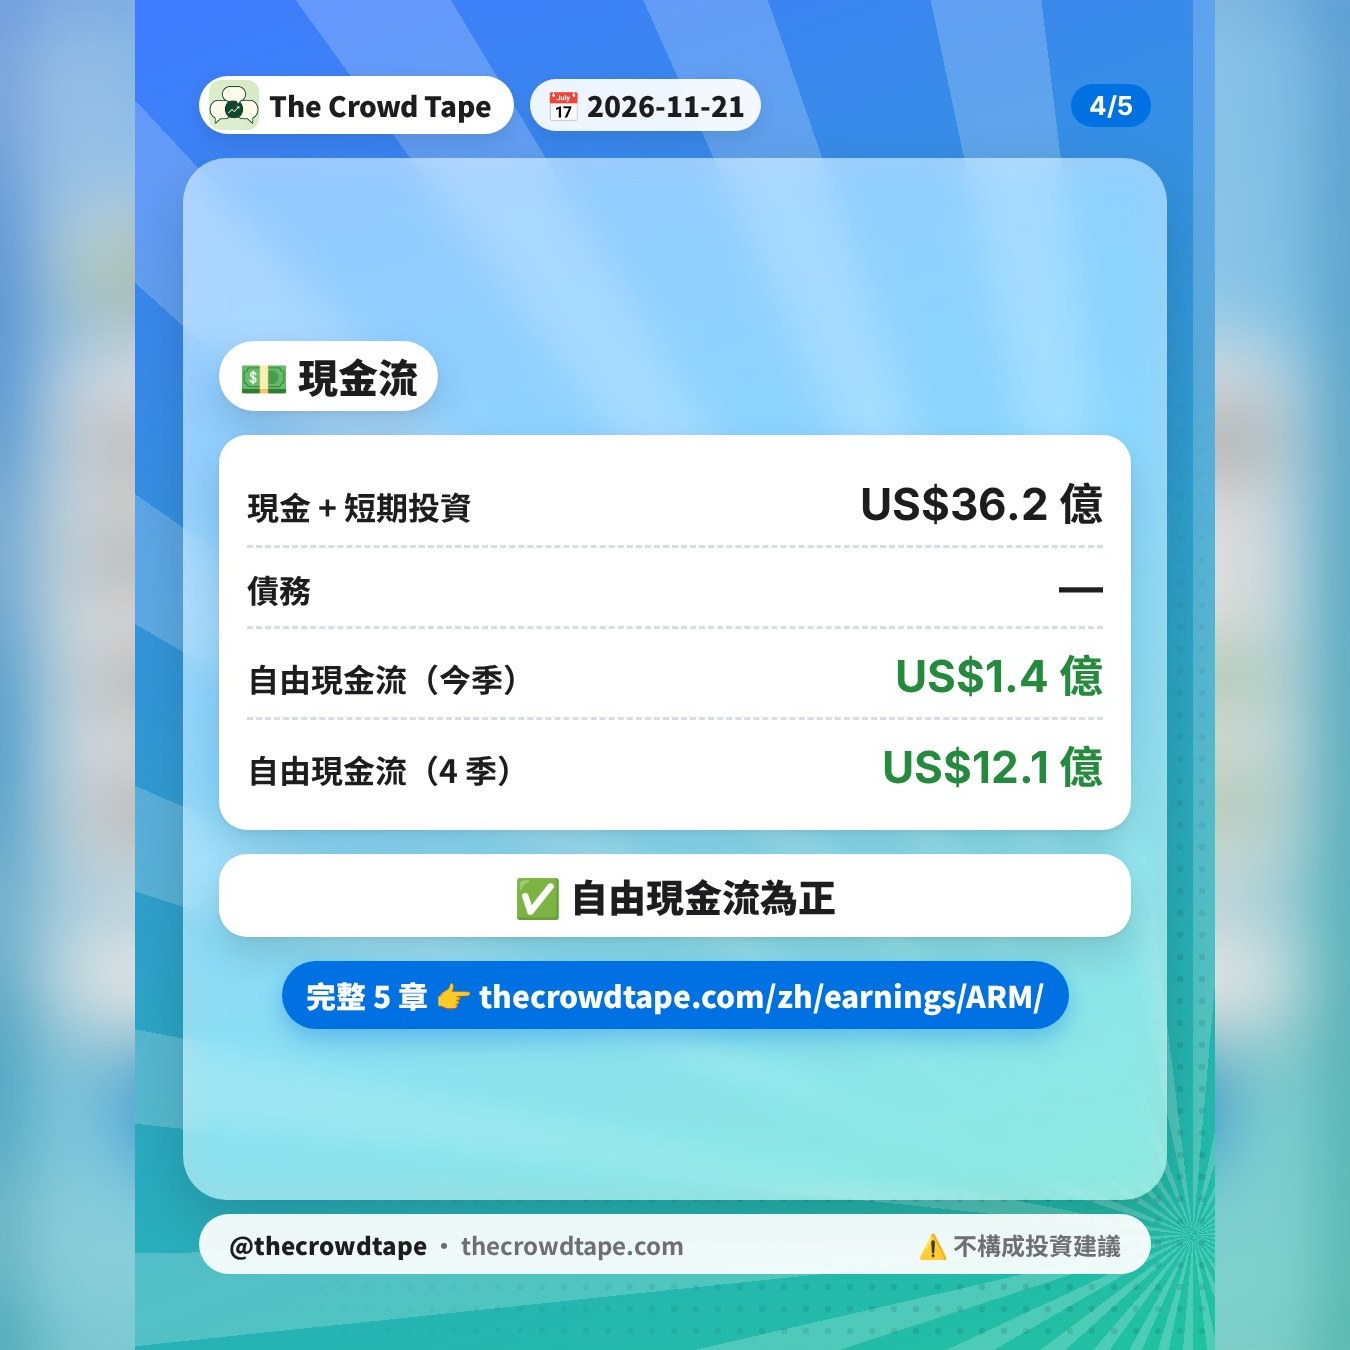 The Crowd Tape
📅 2026-11-21
4/5
💵 現金流
現金 + 短期投資
US$36.2 億
債務
—
自由現金流（今季）
US$1.4 億
自由現金流（4 季）
US$12.1 億
✅ 自由現金流為正
完整 5 章 👉 thecrowdtape.com/zh/earnings/ARM/
@thecrowdtape · thecrowdtape.com
⚠️ 不構成投資建議